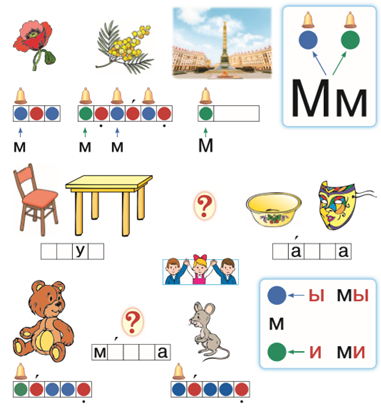 Мм
м м м М
?
у а́ а
ы мы
?
м ´ а
м
и ми